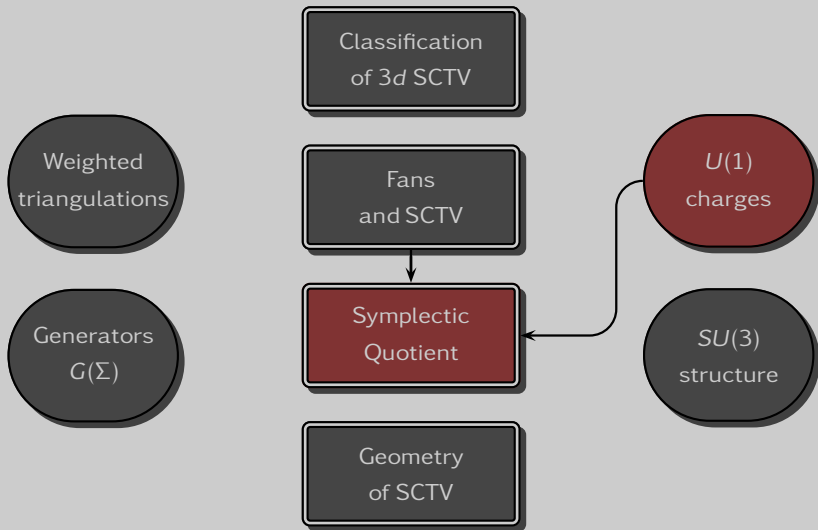 Classification
of 3d SCTV
Weighted
triangulations
Fans
and SCTV
U(1)
charges
Generators
G(Σ)
Symplectic
Quotient
SU(3)
structure
Geometry
of SCTV